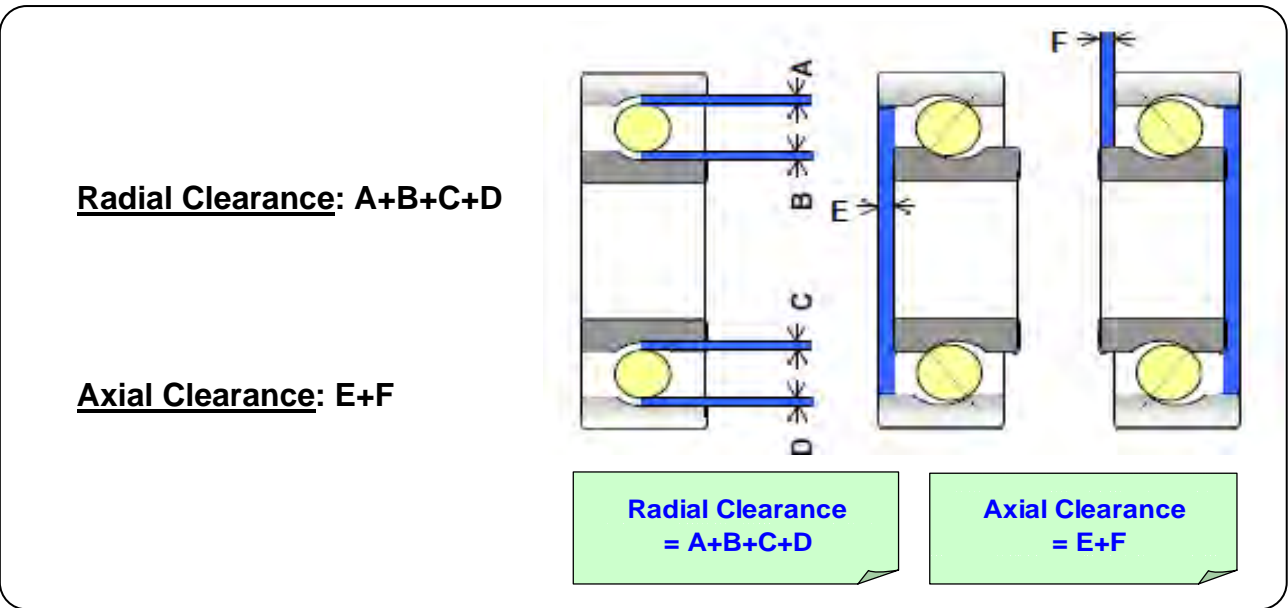 Radial Clearance: A+B+C+D
Axial Clearance: E+F
A
B
C
D
E
F
Radial Clearance
= A+B+C+D
Axial Clearance
= E+F